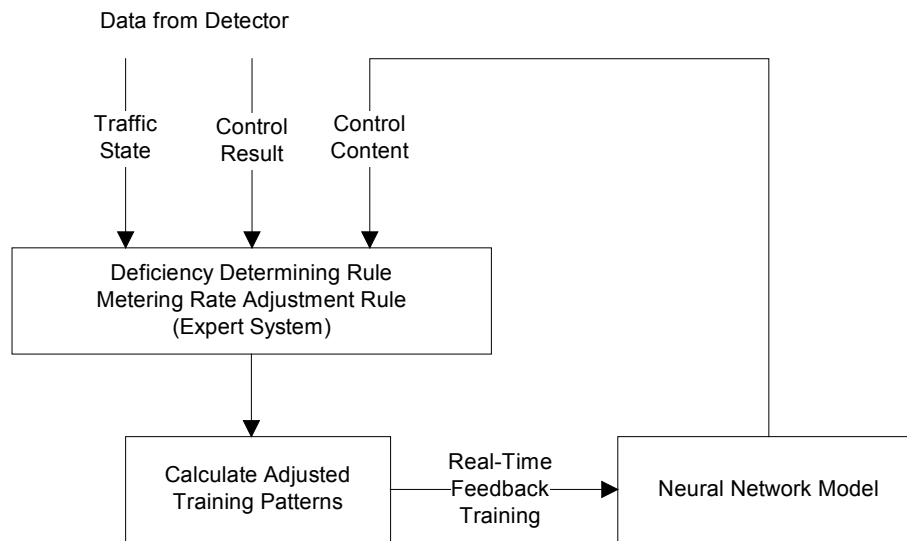 Data from Detector
Traffic
State
Control
Result
Control
Content
Deficiency Determining Rule
Metering Rate Adjustment Rule
(Expert System)
Calculate Adjusted
Training Patterns
Real-Time
Feedback
Training
Neural Network Model